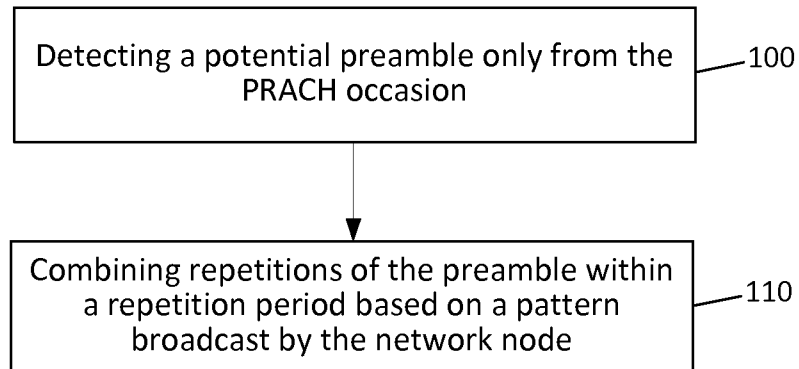 Detecting a potential preamble only from the
PRACH occasion
100
Combining repetitions of the preamble within
a repetition period based on a pattern
broadcast by the network node
110